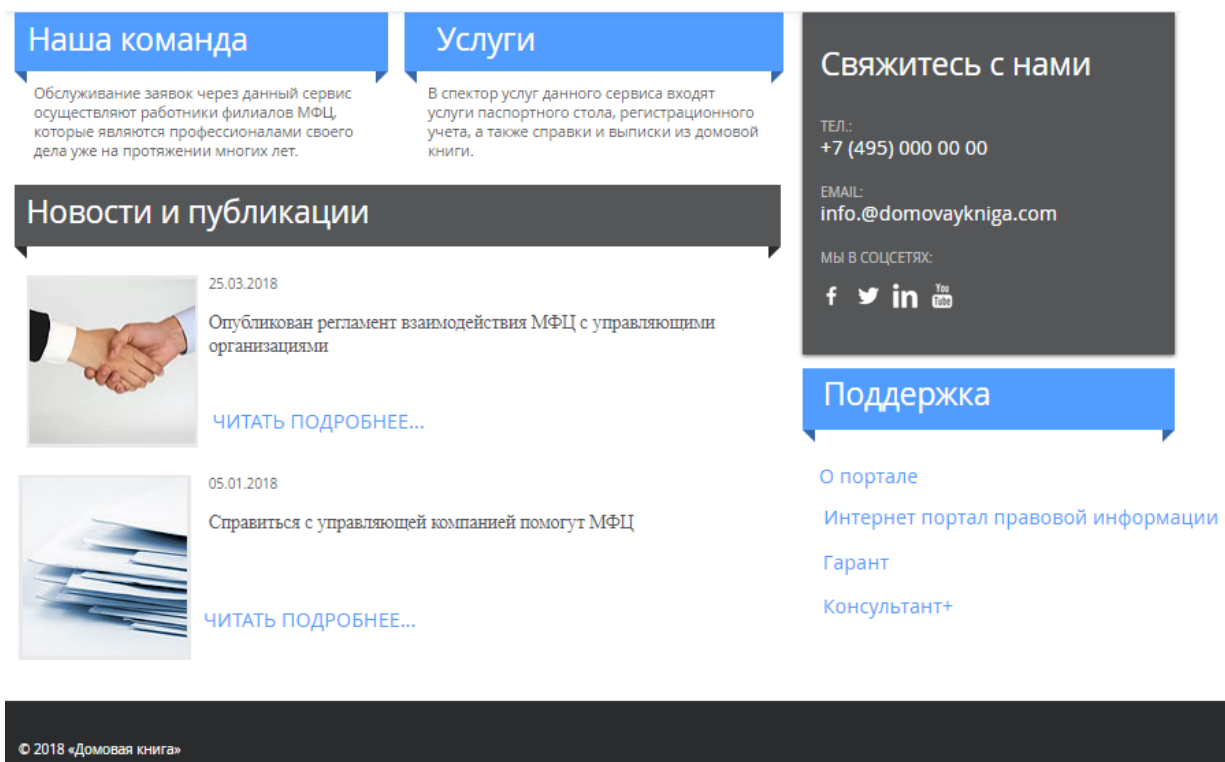 Наша команда
Обслуживание заявок через данный сервис
осуществляют работники филиалов МФЦ,
которые являются профессионалами своего
дела уже на протяжении многих лет.
Услуги
В спектор услуг данного сервиса входят
услуги паспортного стола, регистрационного
учета, а также справки и выписки из домовой
книги.
Новости и публикации
25.03.2018
Опубликован регламент взаимодействия МФЦ с управляющими
организациями
ЧИТАТЬ ПОДРОБНЕЕ...
05.01.2018
Справиться с управляющей компанией помогут МФЦ
ЧИТАТЬ ПОДРОБНЕЕ...
Свяжитесь с нами
ТЕЛ.:
+7 (495) 000 00 00
EMAIL:
info.@domovaykniga.com
МЫ В СОЦСЕТЯХ:
f in You
Tube
Поддержка
О портале
Интернет портал правовой информации
Гарант
Консультант+
© 2018 «Домовая книга»